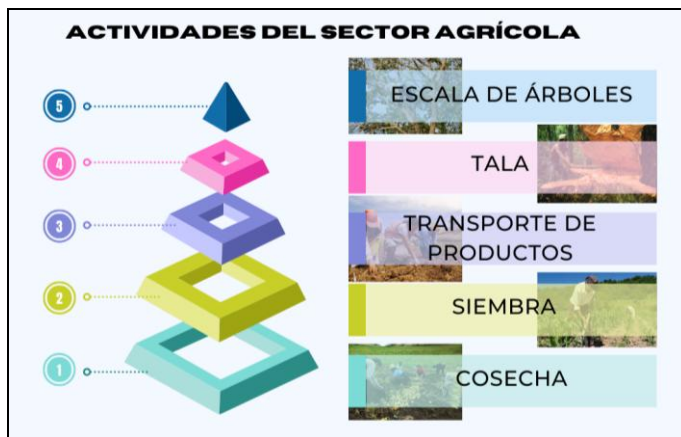 ACTIVIDADES DEL SECTOR AGRÍCOLA
5
ESCALA DE ÁRBOLES
4
TALA
3
TRANSPORTE DE
PRODUCTOS
2
SIEMBRA
1
COSECHA